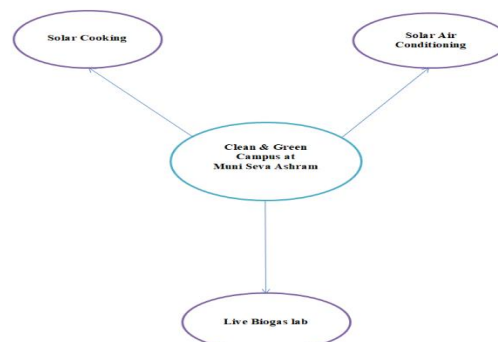 Solar Cooking
Solar Air
Conditioning
Clean & Green
Campus at
Muni Seva Ashram
Live Biogas lab